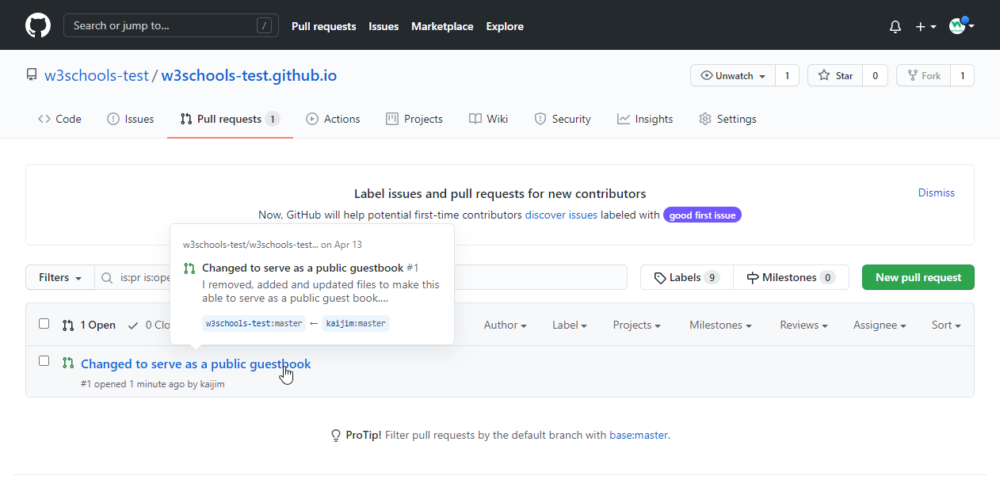 Search or jump to... /
Pull requests Issues Marketplace Explore
w3schools-test / w3schools-test.github.io
Unwatch 1 Star 0 Fork 1
Code Issues Pull requests 1 Actions Projects Wiki Security Insights Settings
Label issues and pull requests for new contributors
Dismiss
Now, GitHub will help potential first-time contributors discover issues labeled with good first issue
w3schools-test/w3schools-test... on Apr 13
Changed to serve as a public guestbook #1
I removed, added and updated files to make this
able to serve as a public guest book....
w3schools-test:master ← kaijim:master
Filters is:pr is:ope
Labels 9 Milestones 0 New pull request
1 Open 0 Clo
Author Label Projects Milestones Reviews Assignee Sort
Changed to serve as a public guestbook
#1 opened 1 minute ago by kaijim
ProTip! Filter pull requests by the default branch with base:master.